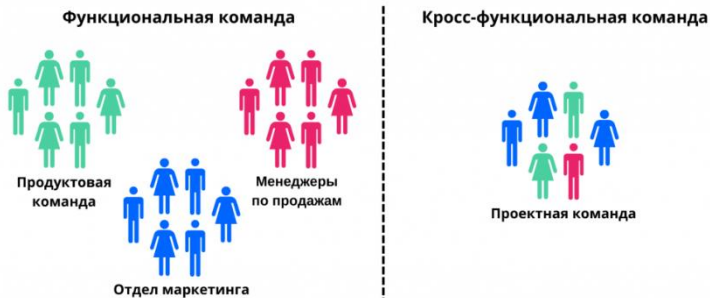 Функциональная команда
Кросс-функциональная команда
Продуктовая
команда
Менеджеры
по продажам
Отдел маркетинга
Проектная команда